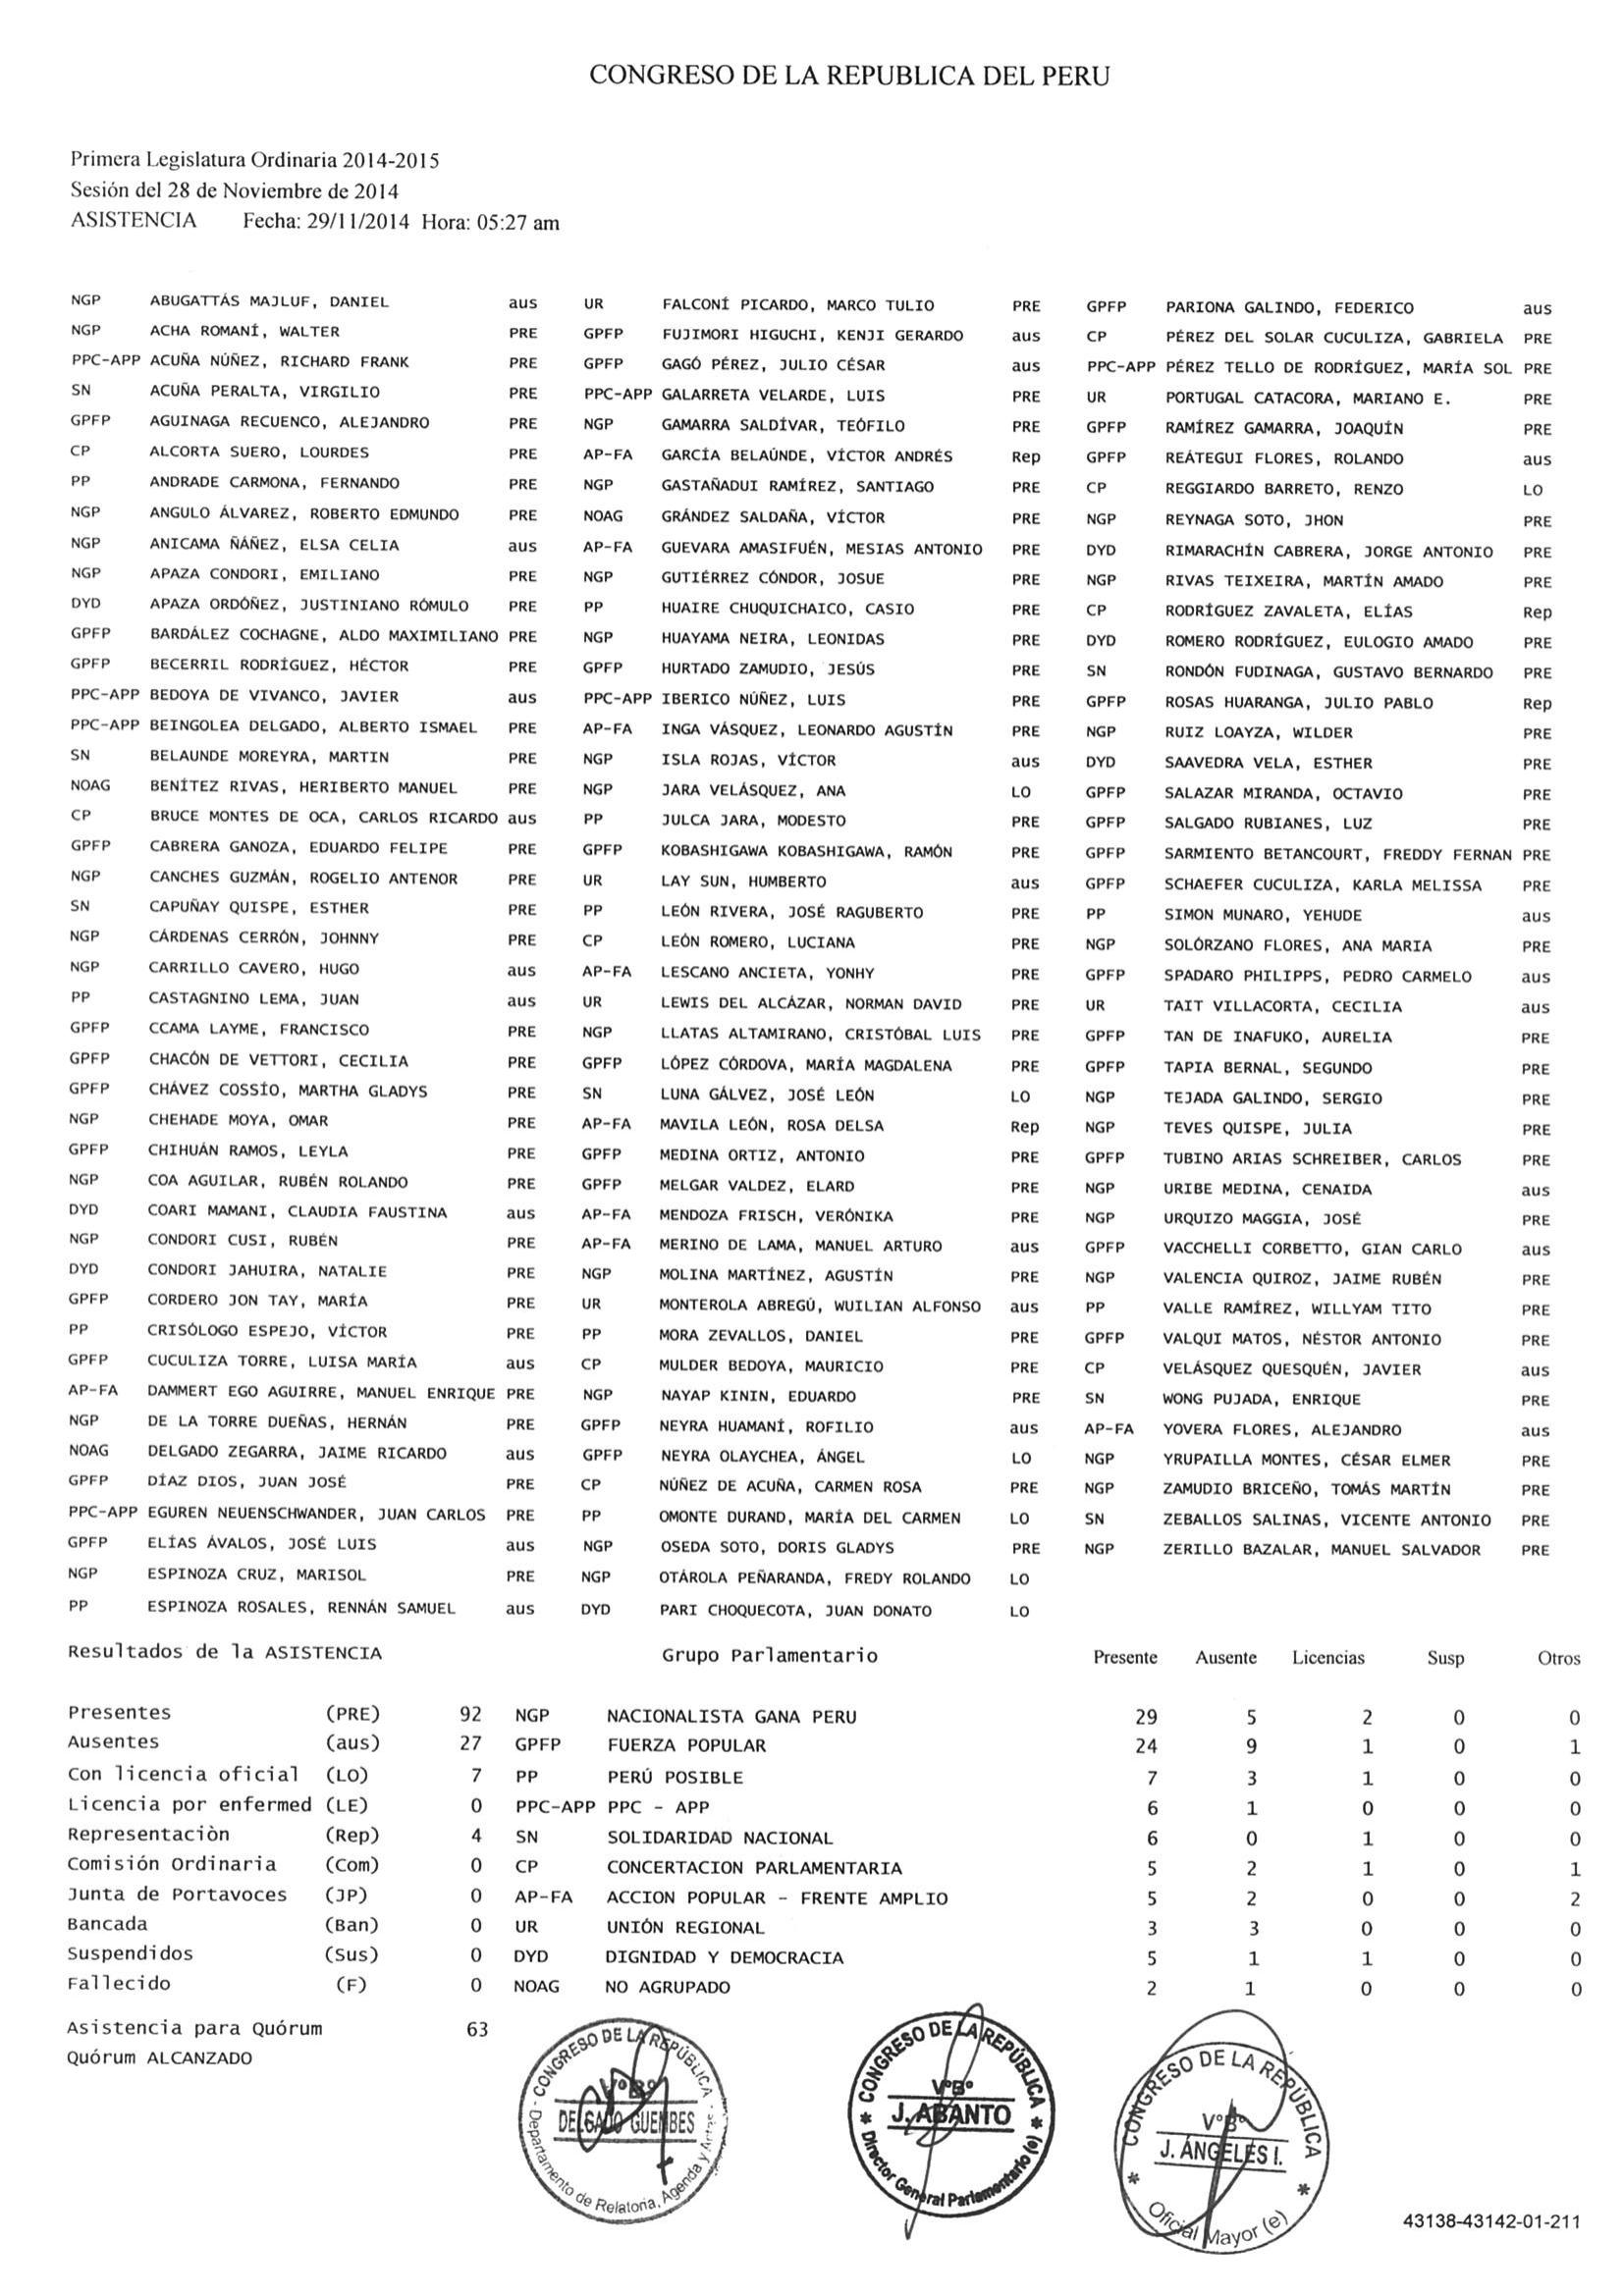 CONGRESO DE LA REPUBLICA DEL PERU
Primera Legislatura Ordinaria 2014-2015
Sesión del 28 de Noviembre de 2014
ASISTENCIA Fecha: 29/11/2014 Hora: 05:27 am
NGP ABUGATTÁS MAJLUF, DANIEL aus UR FALCONÍ PICARDO, MARCO TULIO PRE GPFP PARIONA GALINDO, FEDERICO aus
NGP ACHA ROMANÍ, WALTER PRE GPFP FUJIMORI HIGUCHI, KENJI GERARDO aus CP PÉREZ DEL SOLAR CUCULIZA, GABRIELA PRE
PPC-APP ACUÑA NÚÑEZ, RICHARD FRANK PRE GPFP GAGÓ PÉREZ, JULIO CÉSAR aus PPC-APP PÉREZ TELLO DE RODRÍGUEZ, MARÍA SOL PRE
SN ACUÑA PERALTA, VIRGILIO PRE PPC-APP GALARRETA VELARDE, LUIS PRE UR PORTUGAL CATACORA, MARIANO E. PRE
GPFP AGUINAGA RECUENCO, ALEJANDRO PRE NGP GAMARRA SALDÍVAR, TEÓFILO PRE GPFP RAMÍREZ GAMARRA, JOAQUÍN PRE
CP ALCORTA SUERO, LOURDES PRE AP-FA GARCÍA BELAÚNDE, VÍCTOR ANDRÉS Rep GPFP REÁTEGUI FLORES, ROLANDO aus
PP ANDRADE CARMONA, FERNANDO PRE NGP GASTAÑADUI RAMÍREZ, SANTIAGO PRE CP REGGIARDO BARRETO, RENZO LO
NGP ANGULO ÁLVAREZ, ROBERTO EDMUNDO PRE NOAG GRÁNDEZ SALDAÑA, VÍCTOR PRE NGP REYNAGA SOTO, JHON PRE
NGP ANICAMA ÑÁÑEZ, ELSA CELIA aus AP-FA GUEVARA AMASIFUÉN, MESIAS ANTONIO PRE DYD RIMARACHÍN CABRERA, JORGE ANTONIO PRE
NGP APAZA CONDORI, EMILIANO PRE NGP GUTIÉRREZ CÓNDOR, JOSUE PRE NGP RIVAS TEIXEIRA, MARTÍN AMADO PRE
DYD APAZA ORDÓÑEZ, JUSTINIANO RÓMULO PRE PP HUAIRE CHUQUICHAICO, CASIO PRE CP RODRÍGUEZ ZAVALETA, ELÍAS Rep
GPFP BARDÁLEZ COCHAGNE, ALDO MAXIMILIANO PRE NGP HUAYAMA NEIRA, LEONIDAS PRE DYD ROMERO RODRÍGUEZ, EULOGIO AMADO PRE
GPFP BECERRIL RODRÍGUEZ, HÉCTOR PRE GPFP HURTADO ZAMUDIO, JESÚS PRE SN RONDÓN FUDINAGA, GUSTAVO BERNARDO PRE
PPC-APP BEDOYA DE VIVANCO, JAVIER aus PPC-APP IBERICO NÚÑEZ, LUIS PRE GPFP ROSAS HUARANGA, JULIO PABLO Rep
PPC-APP BEINGOLEA DELGADO, ALBERTO ISMAEL PRE AP-FA INGA VÁSQUEZ, LEONARDO AGUSTÍN PRE NGP RUIZ LOAYZA, WILDER PRE
SN BELAUNDE MOREYRA, MARTIN PRE NGP ISLA ROJAS, VÍCTOR aus DYD SAAVEDRA VELA, ESTHER PRE
NOAG BENÍTEZ RIVAS, HERIBERTO MANUEL PRE NGP JARA VELÁSQUEZ, ANA LO GPFP SALAZAR MIRANDA, OCTAVIO PRE
CP BRUCE MONTES DE OCA, CARLOS RICARDO aus PP JULCA JARA, MODESTO PRE GPFP SALGADO RUBIANES, LUZ PRE
GPFP CABRERA GANOZA, EDUARDO FELIPE PRE GPFP KOBASHIGAWA KOBASHIGAWA, RAMÓN PRE GPFP SARMIENTO BETANCOURT, FREDDY FERNAN PRE
NGP CANCHES GUZMÁN, ROGELIO ANTENOR PRE UR LAY SUN, HUMBERTO aus GPFP SCHAEFER CUCULIZA, KARLA MELISSA PRE
SN CAPUÑAY QUISPE, ESTHER PRE PP LEÓN RIVERA, JOSÉ RAGUBERTO PRE PP SIMON MUNARO, YEHUDE aus
NGP CÁRDENAS CERRÓN, JOHNNY PRE CP LEÓN ROMERO, LUCIANA PRE NGP SOLÓRZANO FLORES, ANA MARIA PRE
NGP CARRILLO CAVERO, HUGO aus AP-FA LESCANO ANCIETA, YONHY PRE GPFP SPADARO PHILIPPS, PEDRO CARMELO aus
PP CASTAGNINO LEMA, JUAN aus UR LEWIS DEL ALCÁZAR, NORMAN DAVID PRE UR TAIT VILLACORTA, CECILIA aus
GPFP CCAMA LAYME, FRANCISCO PRE NGP LLATAS ALTAMIRANO, CRISTÓBAL LUIS PRE GPFP TAN DE INAFUKO, AURELIA PRE
GPFP CHACÓN DE VETTORI, CECILIA PRE GPFP LÓPEZ CÓRDOVA, MARÍA MAGDALENA PRE GPFP TAPIA BERNAL, SEGUNDO PRE
GPFP CHÁVEZ COSSÍO, MARTHA GLADYS PRE SN LUNA GÁLVEZ, JOSÉ LEÓN LO NGP TEJADA GALINDO, SERGIO PRE
NGP CHEHADE MOYA, OMAR PRE AP-FA MAVILA LEÓN, ROSA DELSA Rep NGP TEVES QUISPE, JULIA PRE
GPFP CHIHUÁN RAMOS, LEYLA PRE GPFP MEDINA ORTIZ, ANTONIO PRE GPFP TUBINO ARIAS SCHREIBER, CARLOS PRE
NGP COA AGUILAR, RUBÉN ROLANDO PRE GPFP MELGAR VALDEZ, ELARD PRE NGP URIBE MEDINA, CENAIDA aus
DYD COARI MAMANI, CLAUDIA FAUSTINA aus AP-FA MENDOZA FRISCH, VERÓNIKA PRE NGP URQUIZO MAGGIA, JOSÉ PRE
NGP CONDORI CUSI, RUBÉN PRE AP-FA MERINO DE LAMA, MANUEL ARTURO aus GPFP VACCHELLI CORBETTO, GIAN CARLO aus
DYD CONDORI JAHUIRA, NATALIE PRE NGP MOLINA MARTÍNEZ, AGUSTÍN PRE NGP VALENCIA QUIROZ, JAIME RUBÉN PRE
GPFP CORDERO JON TAY, MARÍA PRE UR MONTEROLA ABREGÚ, WUILIAN ALFONSO aus PP VALLE RAMÍREZ, WILLYAM TITO PRE
PP CRISÓLOGO ESPEJO, VÍCTOR PRE PP MORA ZEVALLOS, DANIEL PRE GPFP VALQUI MATOS, NÉSTOR ANTONIO PRE
GPFP CUCULIZA TORRE, LUISA MARÍA aus CP MULDER BEDOYA, MAURICIO PRE CP VELÁSQUEZ QUESQUÉN, JAVIER aus
AP-FA DAMMERT EGO AGUIRRE, MANUEL ENRIQUE PRE NGP NAYAP KININ, EDUARDO PRE SN WONG PUJADA, ENRIQUE PRE
NGP DE LA TORRE DUEÑAS, HERNÁN PRE GPFP NEYRA HUAMANÍ, ROFILIO aus AP-FA YOVERA FLORES, ALEJANDRO aus
NOAG DELGADO ZEGARRA, JAIME RICARDO aus GPFP NEYRA OLAYCHEA, ÁNGEL LO NGP YRUPAILLA MONTES, CÉSAR ELMER PRE
GPFP DÍAZ DIOS, JUAN JOSÉ PRE CP NÚÑEZ DE ACUÑA, CARMEN ROSA PRE NGP ZAMUDIO BRICEÑO, TOMÁS MARTÍN PRE
PPC-APP EGUREN NEUENSCHWANDER, JUAN CARLOS PRE PP OMONTE DURAND, MARÍA DEL CARMEN LO SN ZEBALLOS SALINAS, VICENTE ANTONIO PRE
GPFP ELÍAS ÁVALOS, JOSÉ LUIS aus NGP OSEDA SOTO, DORIS GLADYS PRE NGP ZERILLO BAZALAR, MANUEL SALVADOR PRE
NGP ESPINOZA CRUZ, MARISOL PRE NGP OTÁROLA PEÑARANDA, FREDY ROLANDO LO
PP ESPINOZA ROSALES, RENNÁN SAMUEL aus DYD PARI CHOQUECOTA, JUAN DONATO LO
Resultados de la ASISTENCIA Grupo Parlamentario Presente Ausente Licencias Susp Otros
Presentes (PRE) 92 NGP NACIONALISTA GANA PERU 29 5 2 0 0
Ausentes (aus) 27 GPFP FUERZA POPULAR 24 9 1 0 1
Con licencia oficial (LO) 7 PP PERÚ POSIBLE 7 3 1 0 0
Licencia por enfermed (LE) 0 PPC-APP PPC - APP 6 1 0 0 0
Representaciòn (Rep) 4 SN SOLIDARIDAD NACIONAL 6 0 1 0 0
Comisión Ordinaria (Com) 0 CP CONCERTACION PARLAMENTARIA 5 2 1 0 1
Junta de Portavoces (JP) 0 AP-FA ACCION POPULAR - FRENTE AMPLIO 5 2 0 0 2
Bancada (Ban) 0 UR UNIÓN REGIONAL 3 3 0 0 0
Suspendidos (Sus) 0 DYD DIGNIDAD Y DEMOCRACIA 5 1 1 0 0
Fallecido (F) 0 NOAG NO AGRUPADO 2 1 0 0 0
Asistencia para Quórum 63
Quórum ALCANZADO
CONGRESO DE LA REPÚBLICA
VºBº
DELGADO GUEMBES
Departamento de Relatoria, Agenda y
CONGRESO DE LA REPÚBLICA
VºBº
J. ABANTO
Director General Parlamentario (e)
CONGRESO DE LA REPÚBLICA
VºBº
J. ÁNGELES I.
Oficial Mayor (e)
43138-43142-01-211